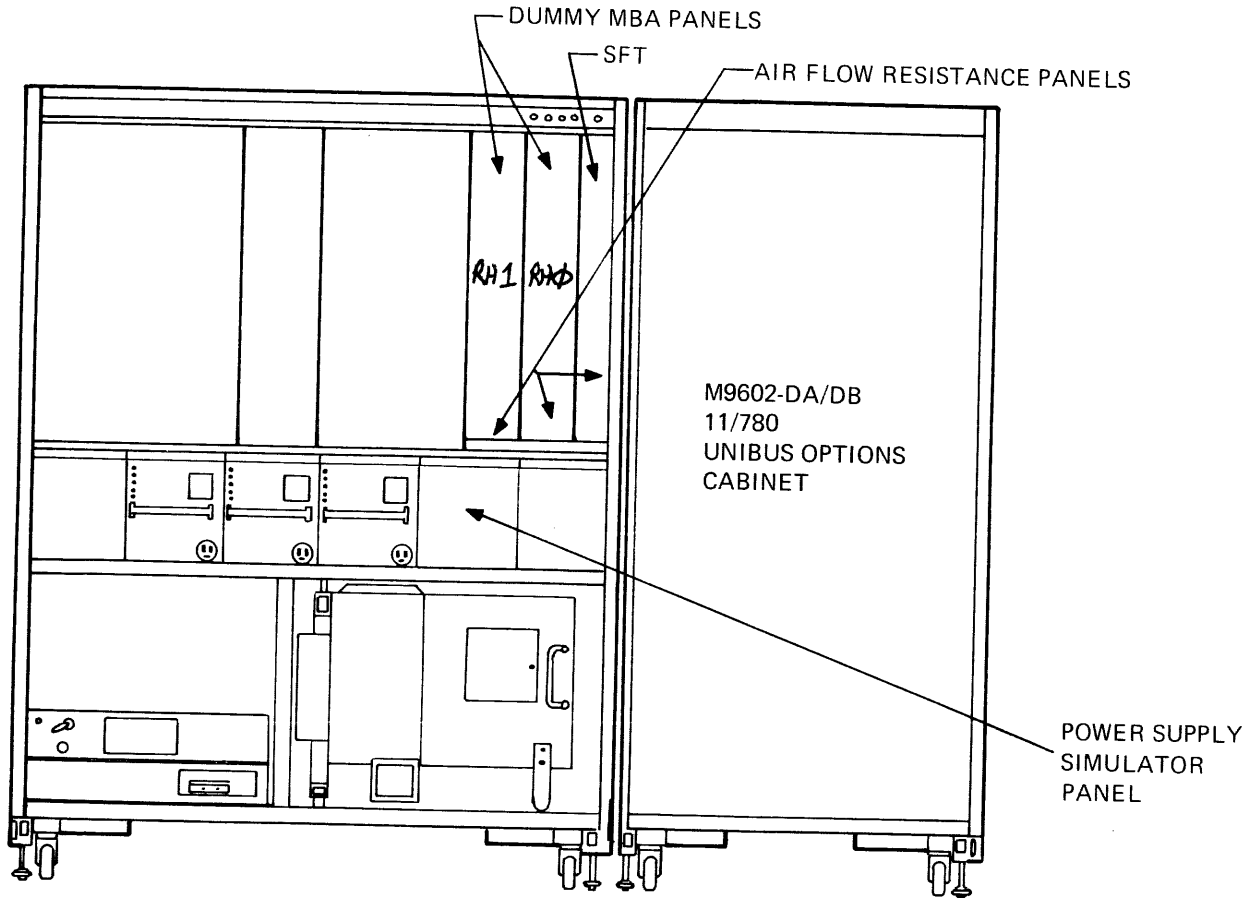 DUMMY MBA PANELS
SFT
AIR FLOW RESISTANCE PANELS
RH1 RHØ
M9602-DA/DB
11/780
UNIBUS OPTIONS
CABINET
POWER SUPPLY
SIMULATOR
PANEL